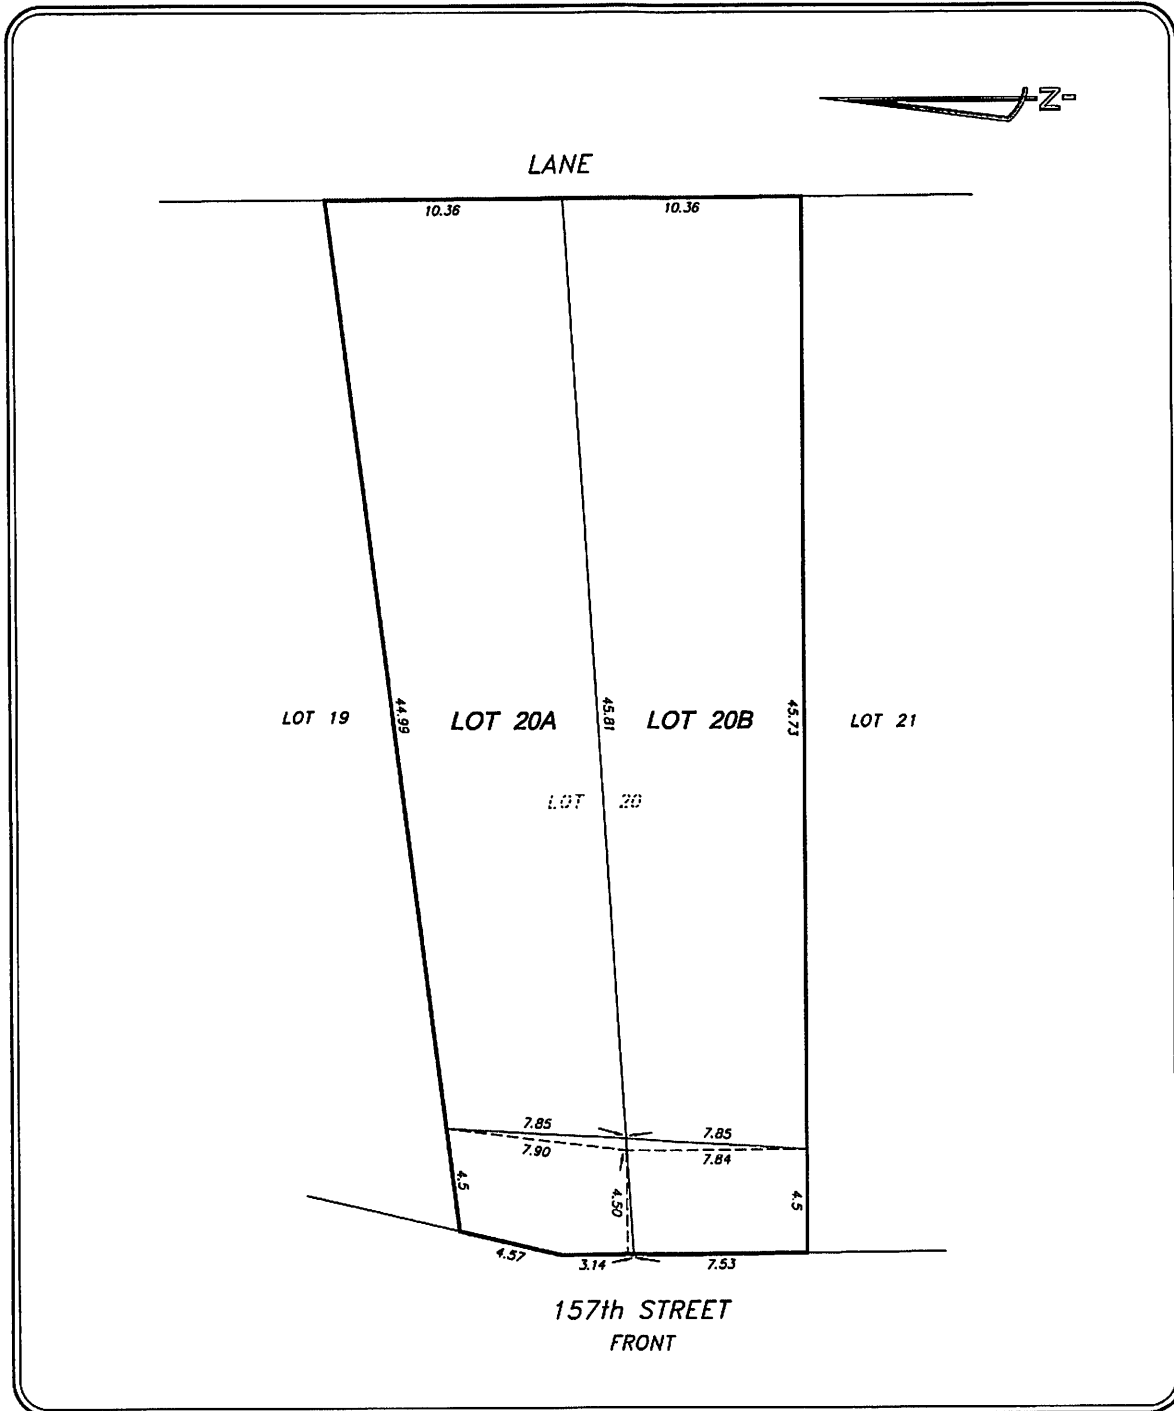 N
LANE
10.36 10.36
LOT 19 44.99 LOT 20A 45.81 LOT 20B 45.73 LOT 21
LOT 20
7.85 7.85
7.90 7.84
4.5 4.50 4.5
4.57 3.14 7.53
157th STREET
FRONT